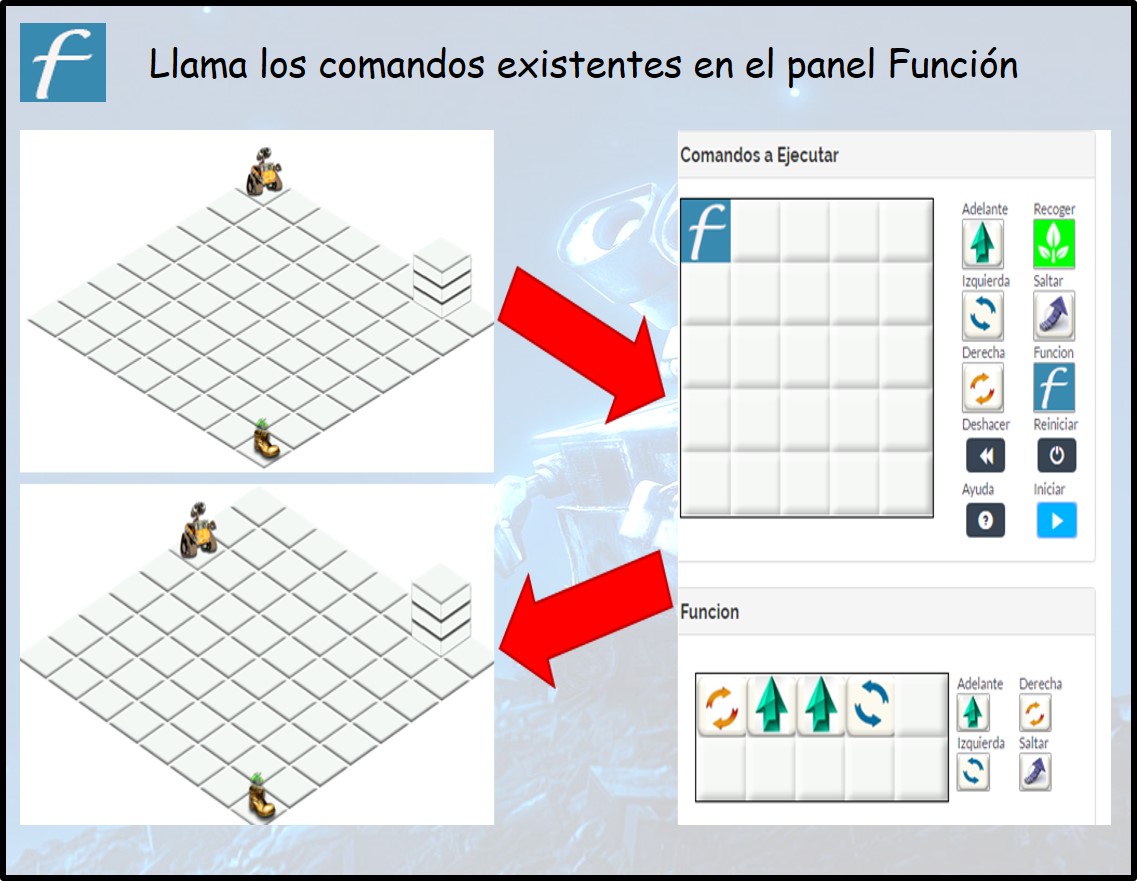 f Llama los comandos existentes en el panel Función
Comandos a Ejecutar
f
Adelante Recoger
Izquierda Saltar
Derecha Funcion
f
Deshacer Reiniciar
Ayuda Iniciar
?
Funcion
Adelante Derecha
Izquierda Saltar